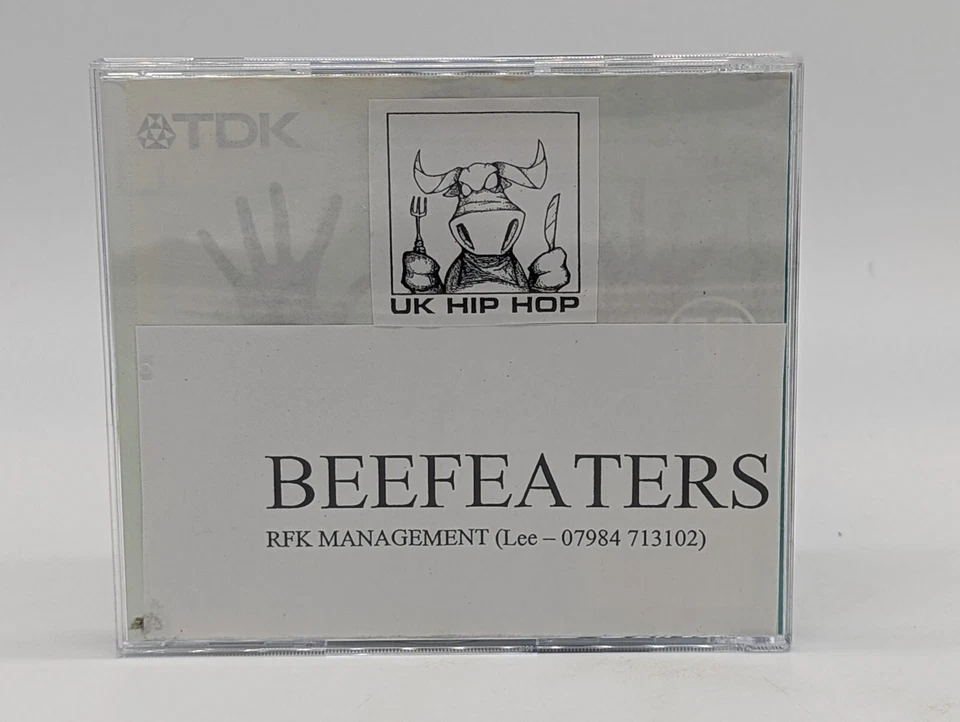 TDK
UK HIP HOP
BEEFEATERS
RFK MANAGEMENT (Lee – 07984 713102)